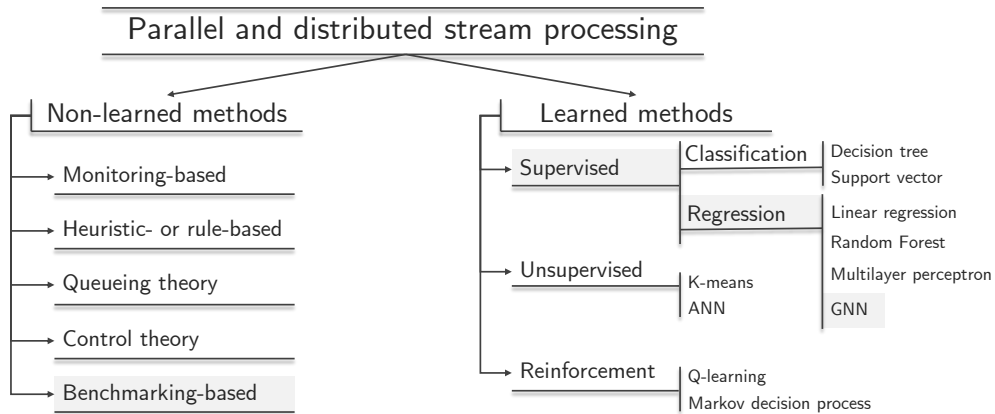 Parallel and distributed stream processing
Non-learned methods
Monitoring-based
Heuristic- or rule-based
Queueing theory
Control theory
Benchmarking-based
Learned methods
Supervised
Classification
Decision tree
Support vector
Regression
Linear regression
Random Forest
Multilayer perceptron
GNN
Unsupervised
K-means
ANN
Reinforcement
Q-learning
Markov decision process